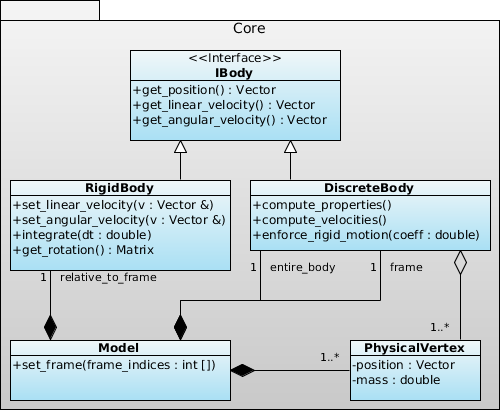 Core
<<Interface>>
IBody
+get_position() : Vector
+get_linear_velocity() : Vector
+get_angular_velocity() : Vector
RigidBody
+set_linear_velocity(v : Vector &)
+set_angular_velocity(v : Vector &)
+integrate(dt : double)
+get_rotation() : Matrix
DiscreteBody
+compute_properties()
+compute_velocities()
+enforce_rigid_motion(coeff : double)
1 relative_to_frame
1 entire_body
1 frame
1..*
Model
+set_frame(frame_indices : int [])
1..*
PhysicalVertex
-position : Vector
-mass : double